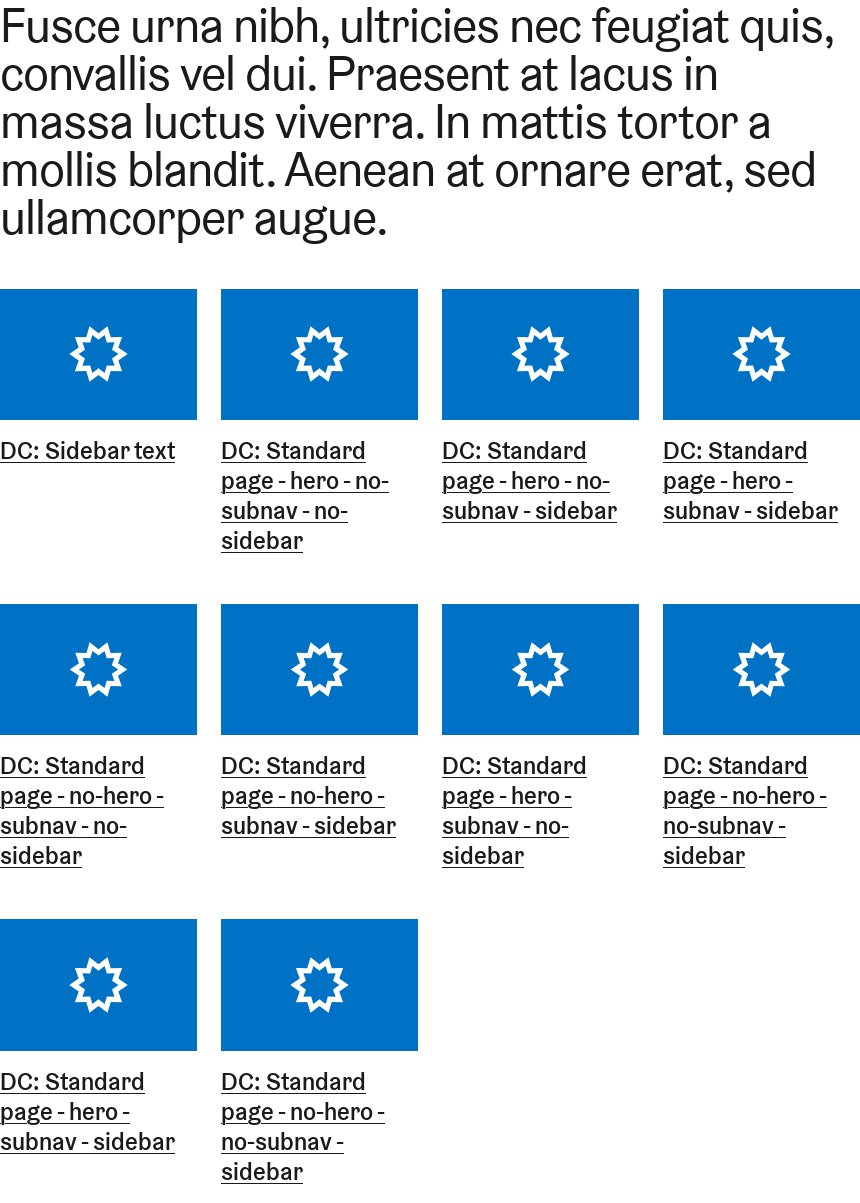 Fusce urna nibh, ultricies nec feugiat quis,
convallis vel dui. Praesent at lacus in
massa luctus viverra. In mattis tortor a
mollis blandit. Aenean at ornare erat, sed
ullamcorper augue.
DC: Sidebar text
DC: Standard
page - hero - no-
subnav - no-
sidebar
DC: Standard
page - hero - no-
subnav - sidebar
DC: Standard
page - hero -
subnav - sidebar
DC: Standard
page - no-hero -
subnav - no-
sidebar
DC: Standard
page - no-hero -
subnav - sidebar
DC: Standard
page - hero -
subnav - no-
sidebar
DC: Standard
page - no-hero -
no-subnav -
sidebar
DC: Standard
page - hero -
subnav - sidebar
DC: Standard
page - no-hero -
no-subnav -
sidebar